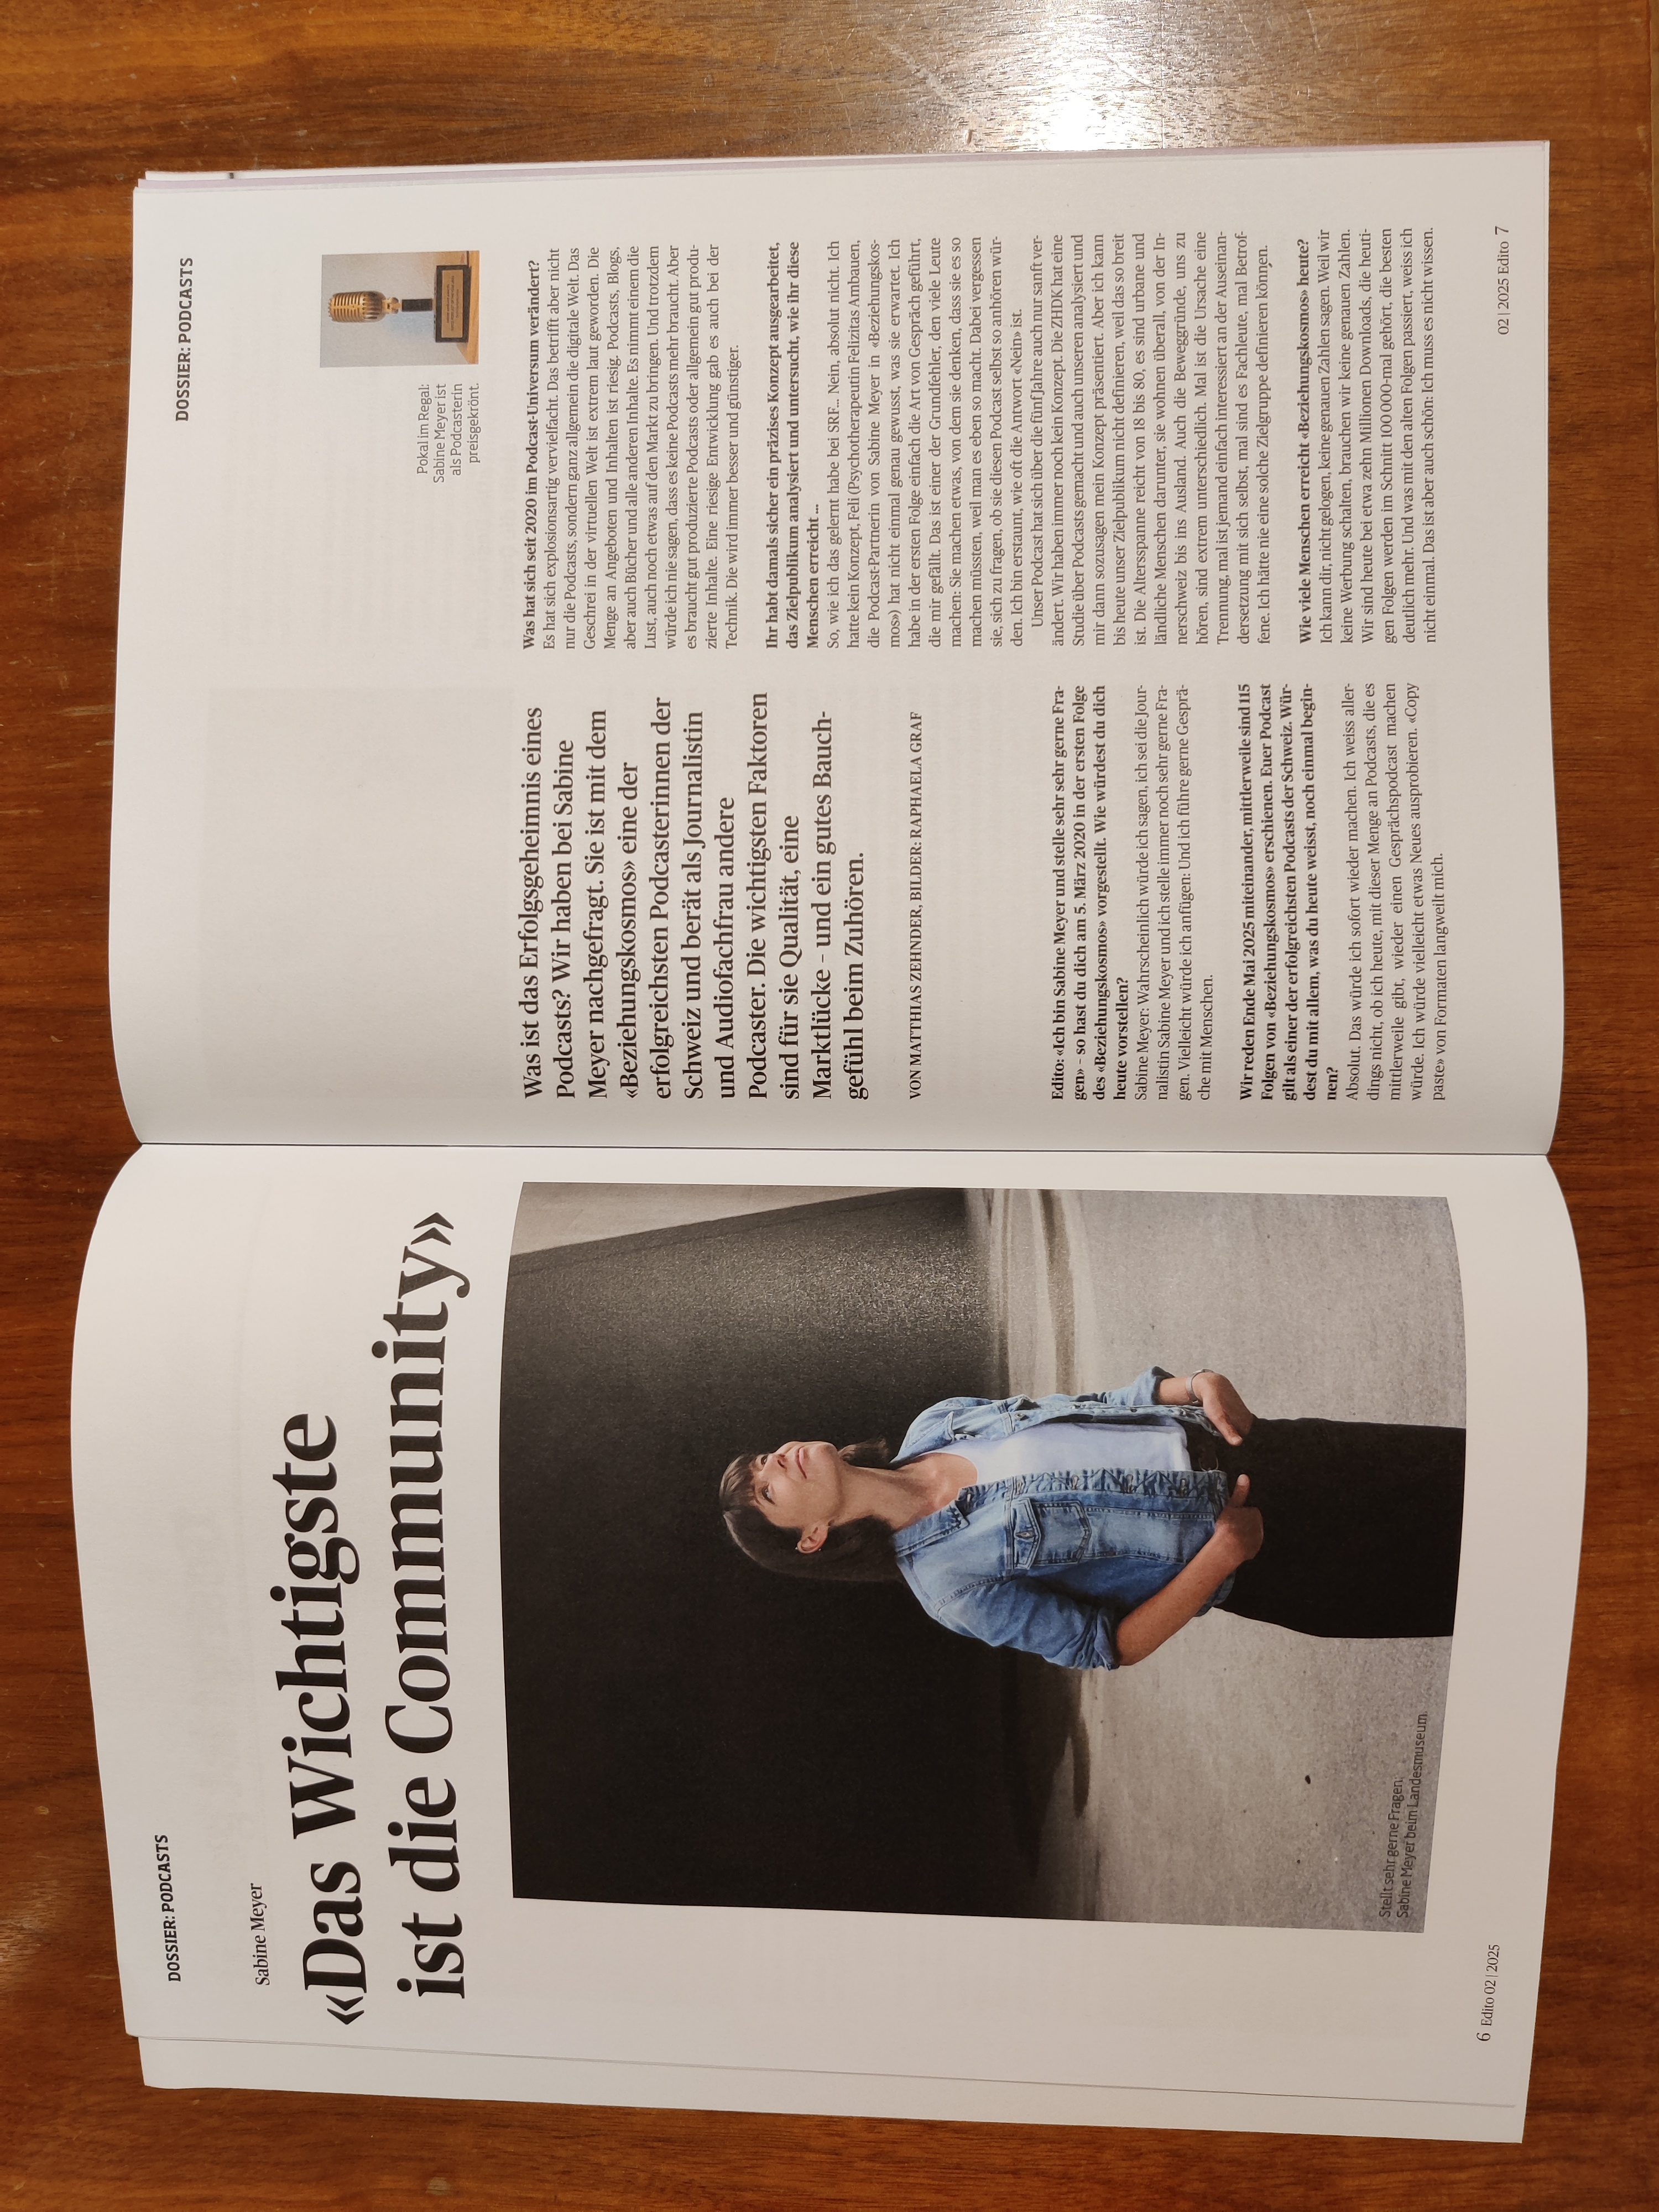 DOSSIER: PODCASTS
Sabine Meyer
«Das Wichtigste
ist die Community»
Stellt sehr gerne Fragen:
Sabine Meyer beim Landesmuseum.
6 Edito 02 | 2025
DOSSIER: PODCASTS
Pokal im Regal:
Sabine Meyer ist
als Podcasterin
preisgekrönt.
Was ist das Erfolgsgeheimnis eines
Podcasts? Wir haben bei Sabine
Meyer nachgefragt. Sie ist mit dem
«Beziehungskosmos» eine der
erfolgreichsten Podcasterinnen der
Schweiz und berät als Journalistin
und Audiofachfrau andere
Podcaster. Die wichtigsten Faktoren
sind für sie Qualität, eine
Marktlücke – und ein gutes Bauch-
gefühl beim Zuhören.
VON MATTHIAS ZEHNDER, BILDER: RAPHAELA GRAF
Edito: «Ich bin Sabine Meyer und stelle sehr sehr gerne Fra-
gen» – so hast du dich am 5. März 2020 in der ersten Folge
des «Beziehungskosmos» vorgestellt. Wie würdest du dich
heute vorstellen?
Sabine Meyer: Wahrscheinlich würde ich sagen, ich sei die Jour-
nalistin Sabine Meyer und ich stelle immer noch sehr gerne Fra-
gen. Vielleicht würde ich anfügen: Und ich führe gerne Gesprä-
che mit Menschen.
Wir reden Ende Mai 2025 miteinander, mittlerweile sind 115
Folgen von «Beziehungskosmos» erschienen. Euer Podcast
gilt als einer der erfolgreichsten Podcasts der Schweiz. Wür-
dest du mit allem, was du heute weisst, noch einmal begin-
nen?
Absolut. Das würde ich sofort wieder machen. Ich weiss aller-
dings nicht, ob ich heute, mit dieser Menge an Podcasts, die es
mittlerweile gibt, wieder einen Gesprächspodcast machen
würde. Ich würde vielleicht etwas Neues ausprobieren. «Copy
paste» von Formaten langweilt mich.
Was hat sich seit 2020 im Podcast-Universum verändert?
Es hat sich explosionsartig vervielfacht. Das betrifft aber nicht
nur die Podcasts, sondern ganz allgemein die digitale Welt. Das
Geschrei in der virtuellen Welt ist extrem laut geworden. Die
Menge an Angeboten und Inhalten ist riesig. Podcasts, Blogs,
aber auch Bücher und alle anderen Inhalte. Es nimmt einem die
Lust, auch noch etwas auf den Markt zu bringen. Und trotzdem
würde ich nie sagen, dass es keine Podcasts mehr braucht. Aber
es braucht gut produzierte Podcasts oder allgemein gut produ-
zierte Inhalte. Eine riesige Entwicklung gab es auch bei der
Technik. Die wird immer besser und günstiger.
Ihr habt damals sicher ein präzises Konzept ausgearbeitet,
das Zielpublikum analysiert und untersucht, wie ihr diese
Menschen erreicht ...
So, wie ich das gelernt habe bei SRF... Nein, absolut nicht. Ich
hatte kein Konzept, Feli (Psychotherapeutin Felizitas Ambauen,
die Podcast-Partnerin von Sabine Meyer in «Beziehungskos-
mos») hat nicht einmal genau gewusst, was sie erwartet. Ich
habe in der ersten Folge einfach die Art von Gespräch geführt,
die mir gefällt. Das ist einer der Grundfehler, den viele Leute
machen: Sie machen etwas, von dem sie denken, dass sie es so
machen müssten, weil man es eben so macht. Dabei vergessen
sie, sich zu fragen, ob sie diesen Podcast selbst so anhören wür-
den. Ich bin erstaunt, wie oft die Antwort «Nein» ist.
Unser Podcast hat sich über die fünf Jahre auch nur sanft ver-
ändert. Wir haben immer noch kein Konzept. Die ZHDK hat eine
Studie über Podcasts gemacht und auch unseren analysiert und
mir dann sozusagen mein Konzept präsentiert. Aber ich kann
bis heute unser Zielpublikum nicht definieren, weil das so breit
ist. Die Altersspanne reicht von 18 bis 80, es sind urbane und
ländliche Menschen darunter, sie wohnen überall, von der In-
nerschweiz bis ins Ausland. Auch die Beweggründe, uns zu
hören, sind extrem unterschiedlich. Mal ist die Ursache eine
Trennung, mal ist jemand einfach interessiert an der Auseinan-
dersetzung mit sich selbst, mal sind es Fachleute, mal Betrof-
fene. Ich hätte nie eine solche Zielgruppe definieren können.
Wie viele Menschen erreicht «Beziehungskosmos» heute?
Ich kann dir, nicht gelogen, keine genauen Zahlen sagen. Weil wir
keine Werbung schalten, brauchen wir keine genauen Zahlen.
Wir sind heute bei etwa zehn Millionen Downloads, die heuti-
gen Folgen werden im Schnitt 100 000-mal gehört, die besten
deutlich mehr. Und was mit den alten Folgen passiert, weiss ich
nicht einmal. Das ist aber auch schön: Ich muss es nicht wissen.
02 | 2025 Edito 7